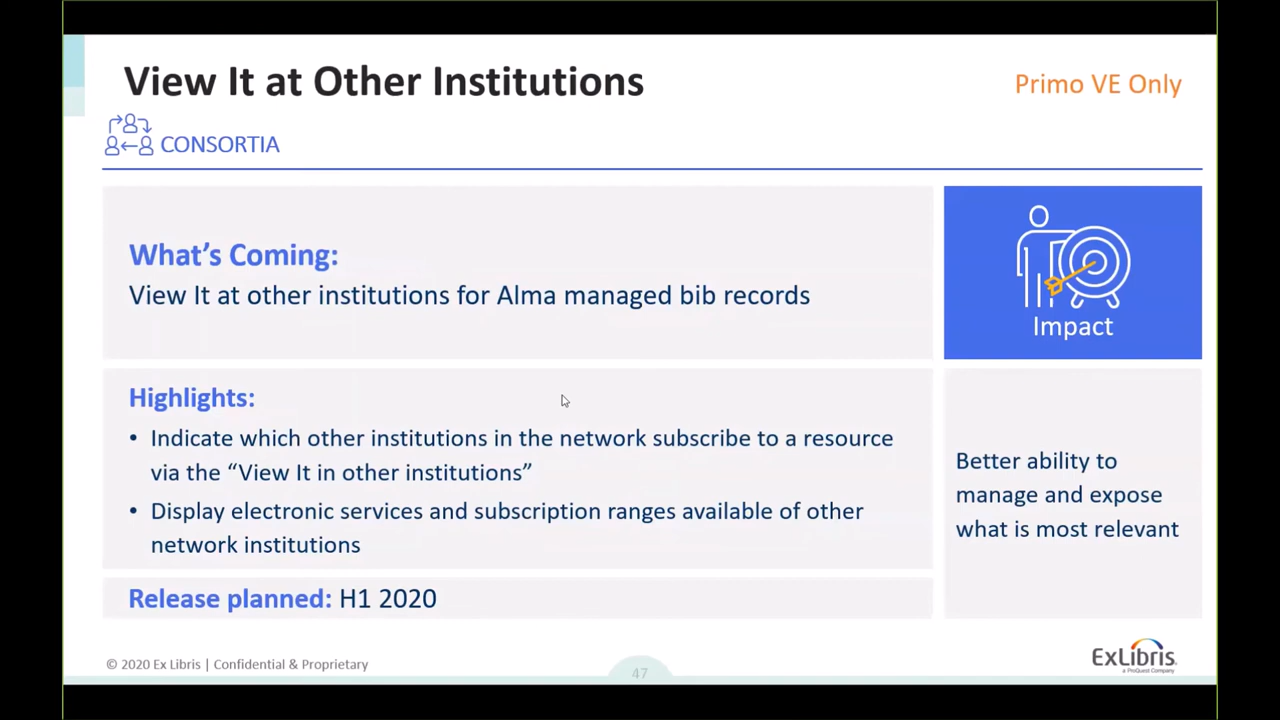 View It at Other Institutions
Primo VE Only
CONSORTIA
What's Coming:
View It at other institutions for Alma managed bib records
Impact
Highlights:
• Indicate which other institutions in the network subscribe to a resource
via the “View It in other institutions”
• Display electronic services and subscription ranges available of other
network institutions
Better ability to
manage and expose
what is most relevant
Release planned: H1 2020
© 2020 Ex Libris | Confidential & Proprietary
47
ExLibris
a ProQuest Company